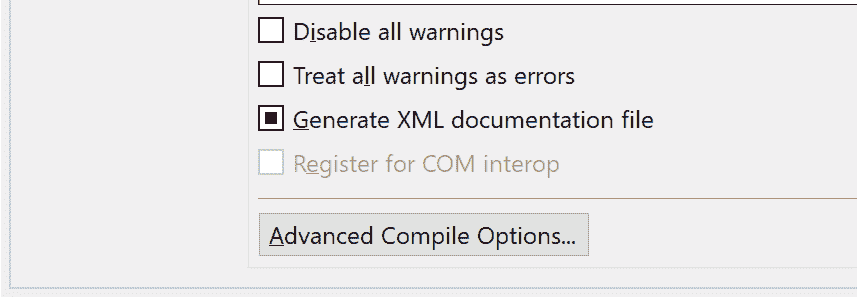 Disable all warnings
Treat all warnings as errors
Generate XML documentation file
Register for COM interop
Advanced Compile Options...